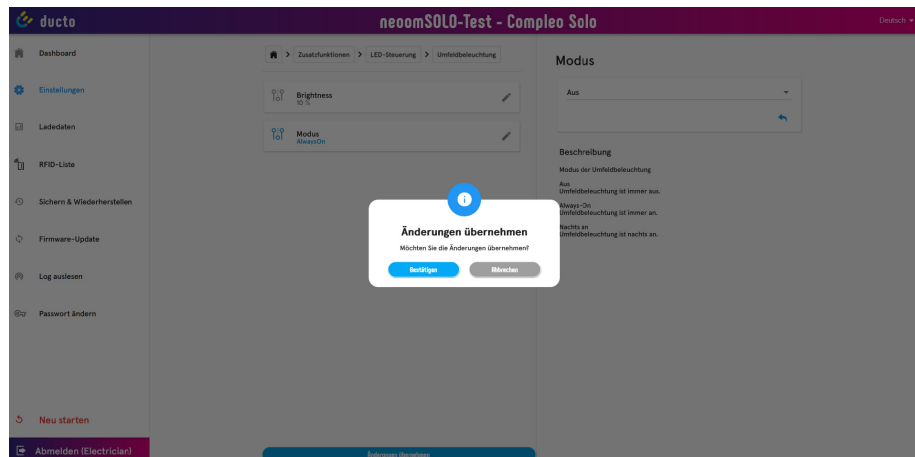 ducto
neoomSOLO-Test - Compleo Solo
Deutsch
Dashboard
Einstellungen
Ladedaten
RFID-Liste
Sichern & Wiederherstellen
Firmware-Update
Log auslesen
Passwort ändern
Neu starten
Abmelden (Electrician)
> Zusatzfunktionen > LED-Steuerung > Umfeldbeleuchtung
Brightness
10 %
Modus
AlwaysOn
Änderungen übernehmen
Möchten Sie die Änderungen übernehmen?
Bestätigen Abbrechen
Änderungen übernehmen
Modus
Aus
Beschreibung
Modus der Umfeldbeleuchtung
Aus
Umfeldbeleuchtung ist immer aus.
Always-On
Umfeldbeleuchtung ist immer an.
Nachts an
Umfeldbeleuchtung ist nachts an.